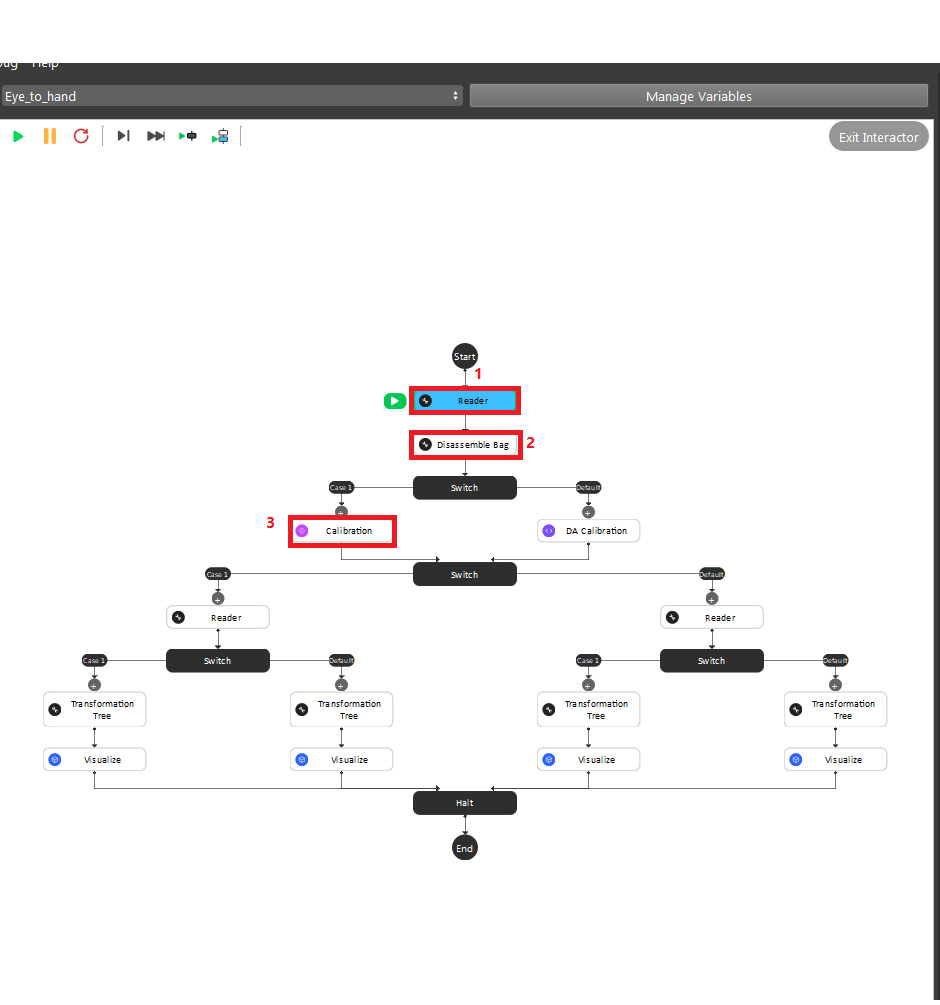 Help
Eye_to_hand
Manage Variables
Exit Interactor
Start
1
Reader
Disassemble Bag
2
Case 1
Switch
Default
3
Calibration
DA Calibration
Case 1
Switch
Default
Reader
Reader
Case 1
Switch
Default
Case 1
Switch
Default
Transformation
Tree
Transformation
Tree
Transformation
Tree
Transformation
Tree
Visualize
Visualize
Visualize
Visualize
Halt
End